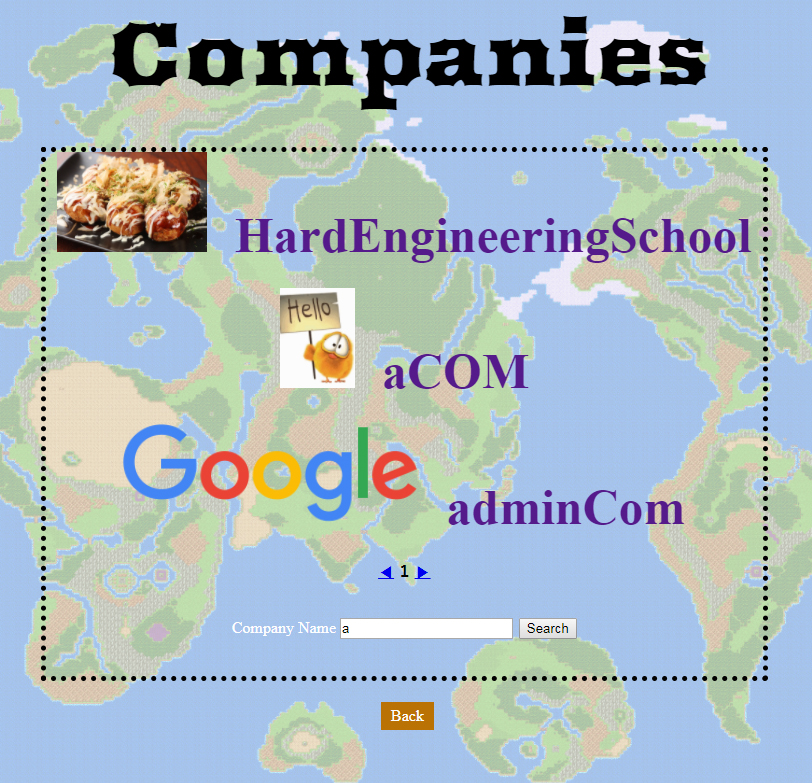 Companies
HardEngineeringSchool
Hello
aCOM
Google
adminCom
◄ 1 ►
Company Name a Search
Back